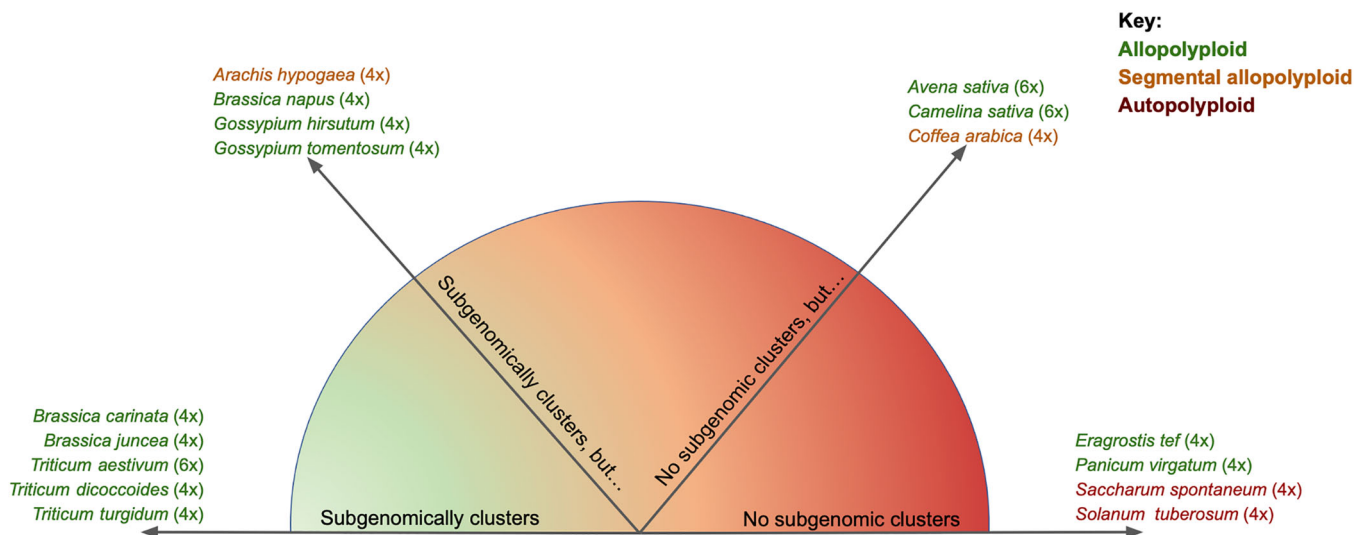 Key:
Allopolyploid
Segmental allopolyploid
Autopolyploid
Arachis hypogaea (4x)
Brassica napus (4x)
Gossypium hirsutum (4x)
Gossypium tomentosum (4x)
Avena sativa (6x)
Camelina sativa (6x)
Coffea arabica (4x)
Subgenomically clusters, but...
No subgenomic clusters, but...
Brassica carinata (4x)
Brassica juncea (4x)
Triticum aestivum (6x)
Triticum dicoccoides (4x)
Triticum turgidum (4x)
Subgenomically clusters
No subgenomic clusters
Eragrostis tef (4x)
Panicum virgatum (4x)
Saccharum spontaneum (4x)
Solanum tuberosum (4x)